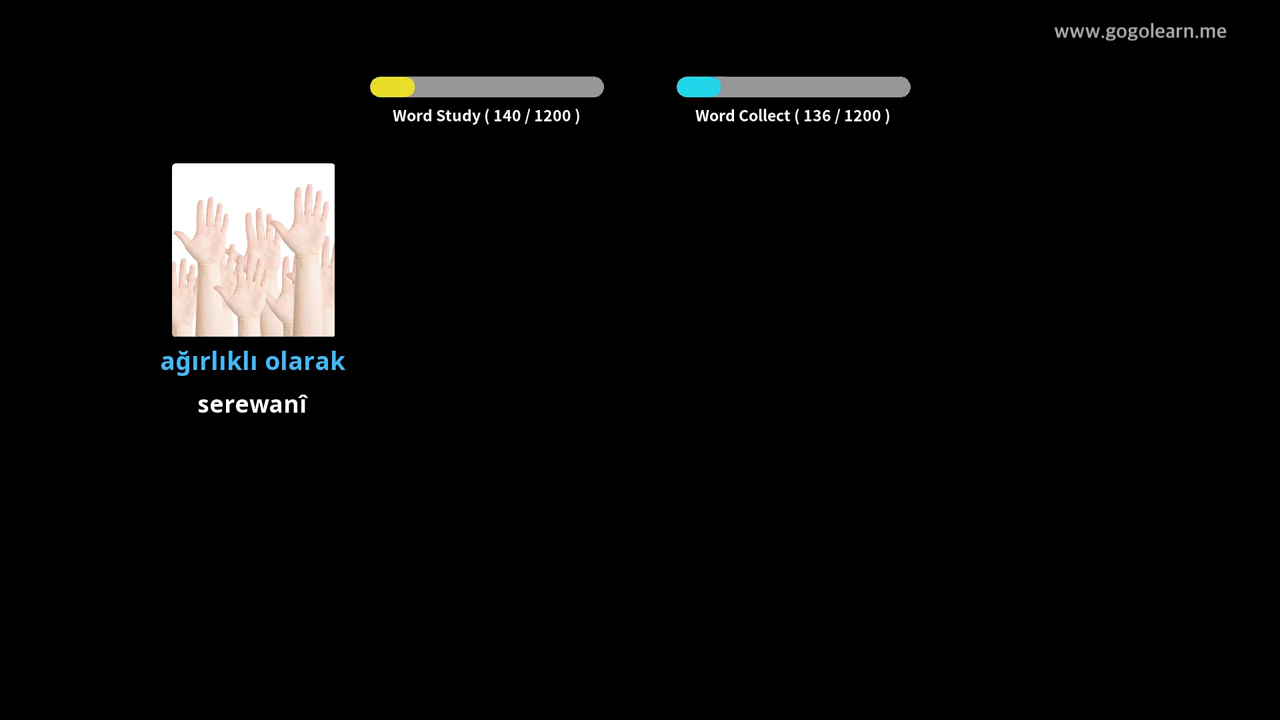 www.gogolearn.me
Word Study ( 140 / 1200 )
Word Collect ( 136 / 1200 )
ağırlıklı olarak
serewanî